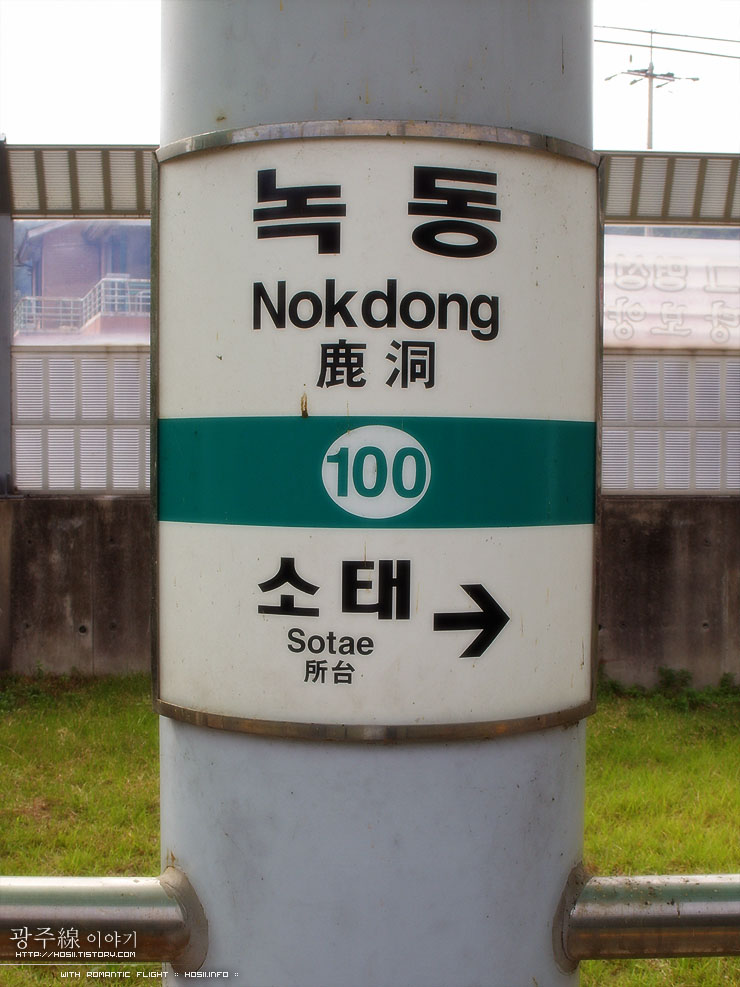 녹동
Nokdong
鹿洞
100
소태 →
Sotae
所台
광주線 이야기
HTTP://HOSII.TISTORY.COM
WITH ROMANTIC FLIGHT :: HOSII.INFO ::